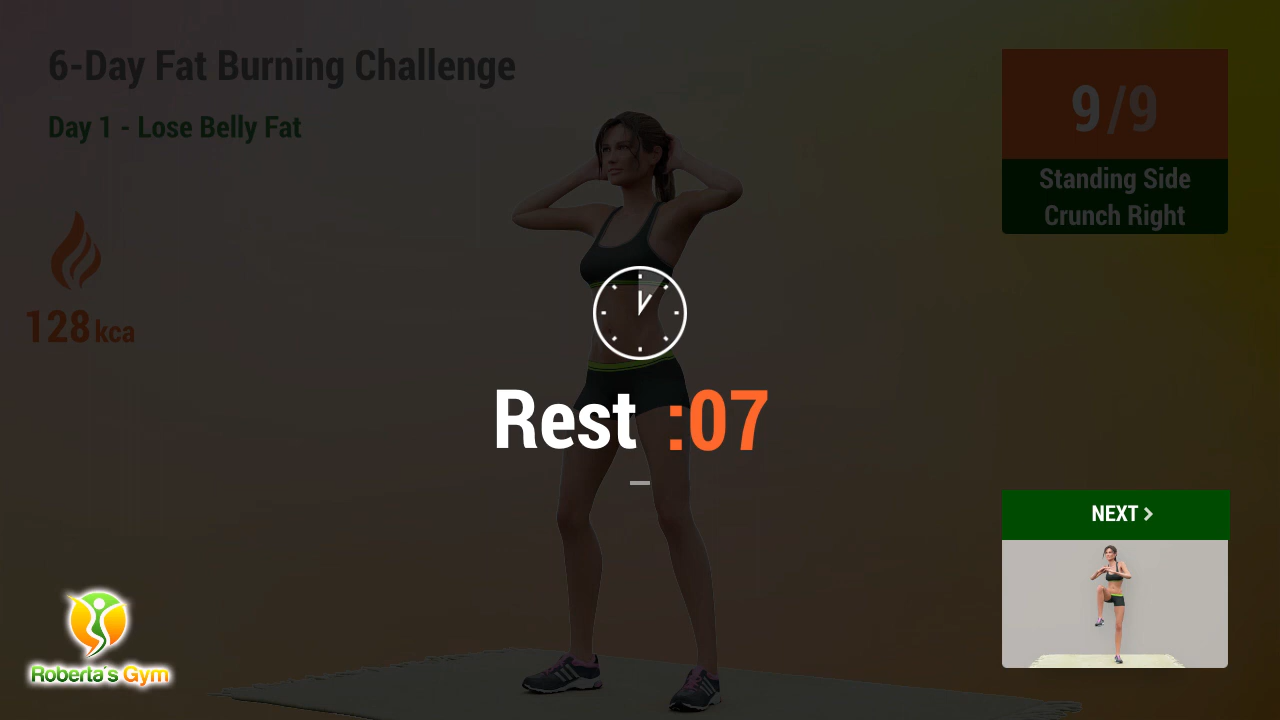 6-Day Fat Burning Challenge
Day 1 - Lose Belly Fat
9/9
Standing Side
Crunch Right
128 kca
Rest :07
NEXT >
Roberta's Gym